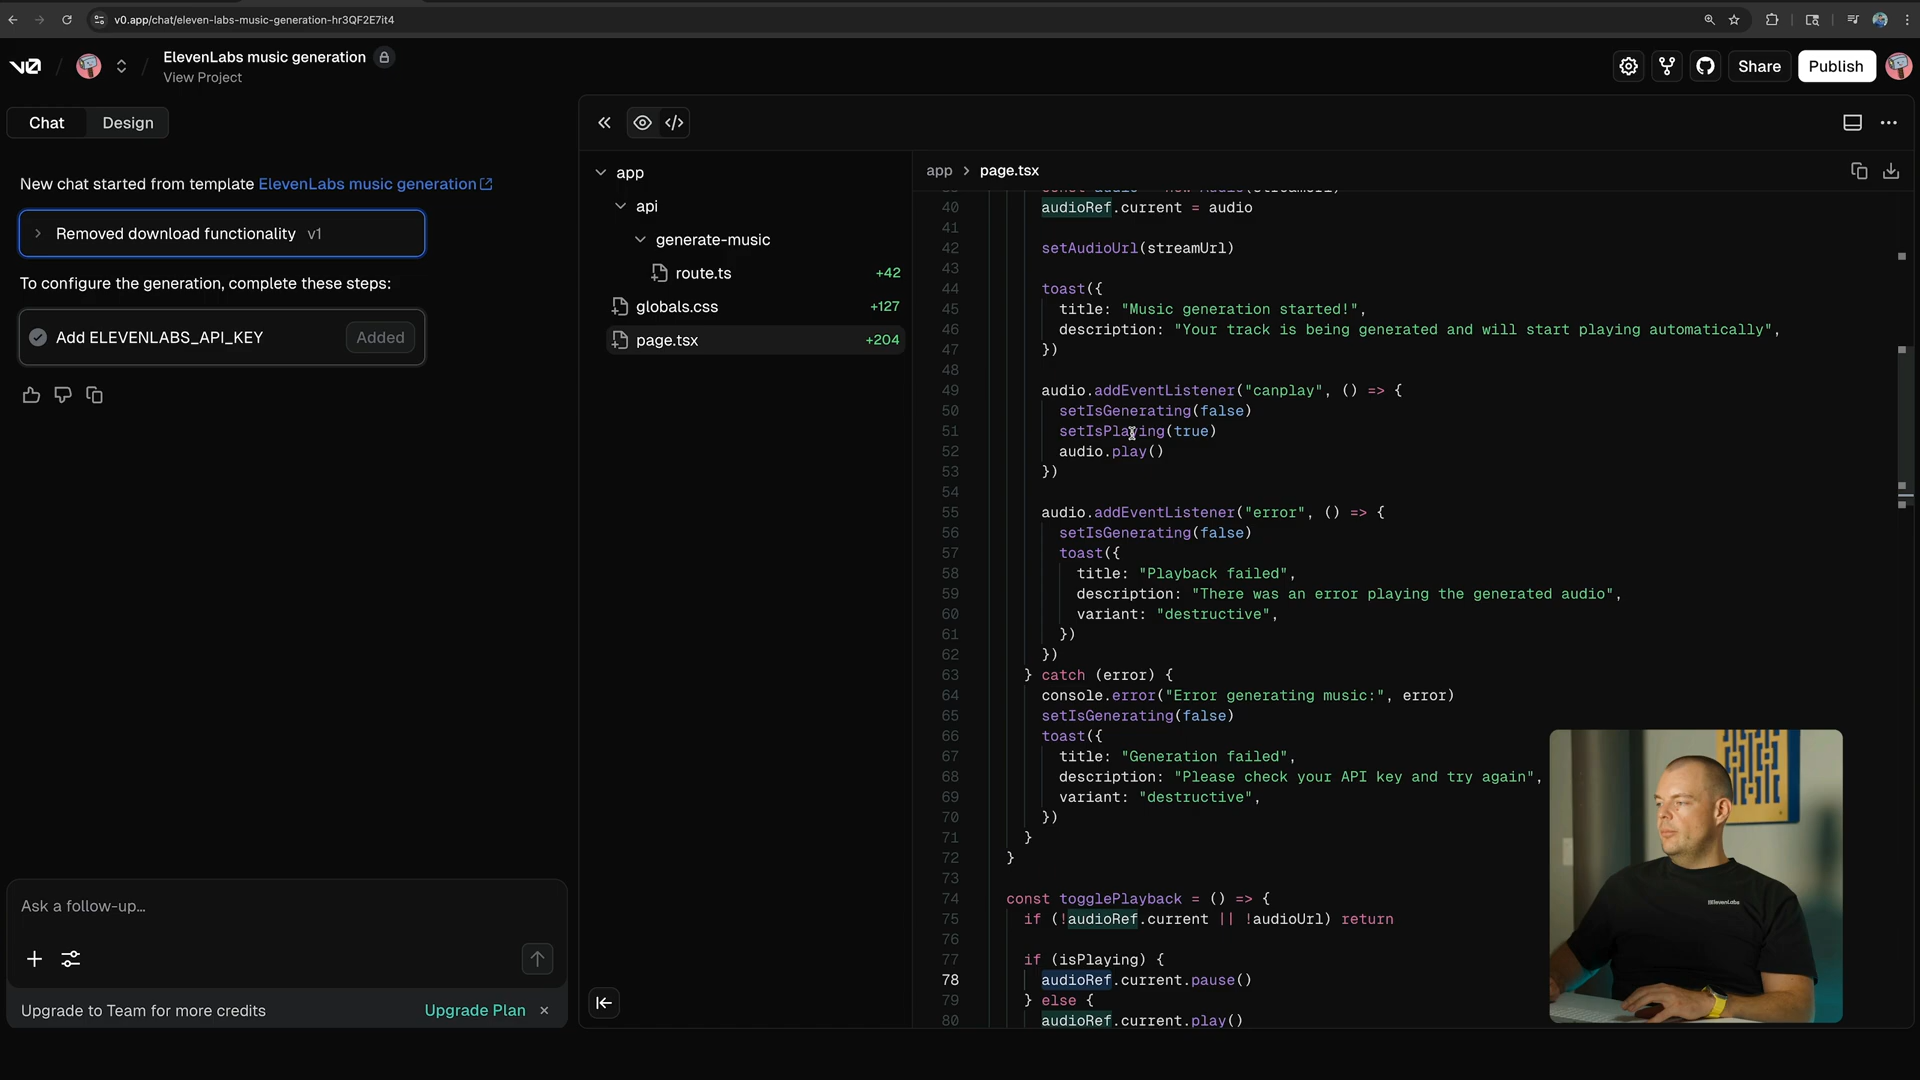 v0.app/chat/eleven-labs-music-generation-hr3QF2E7it4
v0
ElevenLabs music generation
View Project
Share
Publish
Chat
Design
New chat started from template ElevenLabs music generation
Removed download functionality v1
To configure the generation, complete these steps:
Add ELEVENLABS_API_KEY
Added
Ask a follow-up...
Upgrade to Team for more credits
Upgrade Plan
app
api
generate-music
route.ts +42
globals.css +127
page.tsx +204
app > page.tsx
40 audioRef.current = audio
41
42 setAudioUrl(streamUrl)
43
44 toast({
45 title: "Music generation started!",
46 description: "Your track is being generated and will start playing automatically",
47 })
48
49 audio.addEventListener("canplay", () => {
50 setIsGenerating(false)
51 setIsPlaying(true)
52 audio.play()
53 })
54
55 audio.addEventListener("error", () => {
56 setIsGenerating(false)
57 toast({
58 title: "Playback failed",
59 description: "There was an error playing the generated audio",
60 variant: "destructive",
61 })
62 })
63 } catch (error) {
64 console.error("Error generating music:", error)
65 setIsGenerating(false)
66 toast({
67 title: "Generation failed",
68 description: "Please check your API key and try again",
69 variant: "destructive",
70 })
71 }
72 }
73
74 const togglePlayback = () => {
75 if (!audioRef.current || !audioUrl) return
76
77 if (isPlaying) {
78 audioRef.current.pause()
79 } else {
80 audioRef.current.play()
IIElevenLabs